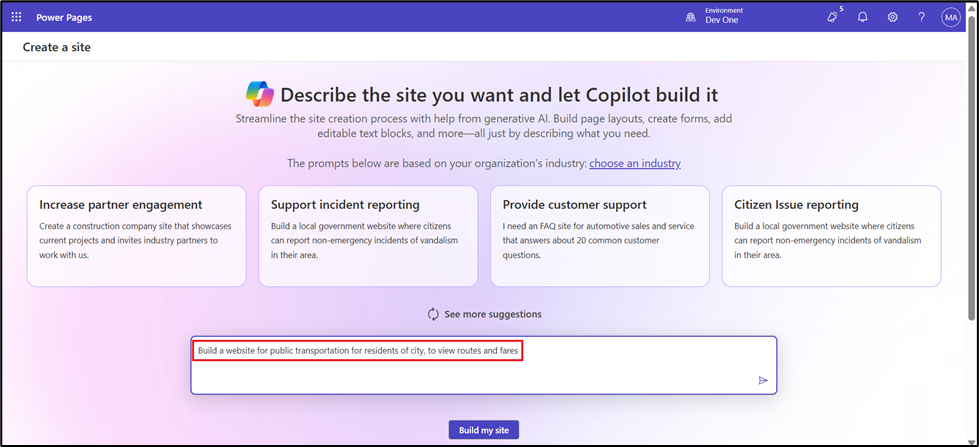 Power Pages
Environment
Dev One
5
?
MA
Create a site
Describe the site you want and let Copilot build it
Streamline the site creation process with help from generative AI. Build page layouts, create forms, add
editable text blocks, and more—all just by describing what you need.
The prompts below are based on your organization's industry: choose an industry
Increase partner engagement
Create a construction company site that showcases
current projects and invites industry partners to
work with us.
Support incident reporting
Build a local government website where citizens
can report non-emergency incidents of vandalism
in their area.
Provide customer support
I need an FAQ site for automotive sales and service
that answers about 20 common customer
questions.
Citizen Issue reporting
Build a local government website where citizens
can report non-emergency incidents of vandalism
in their area.
See more suggestions
Build a website for public transportation for residents of city, to view routes and fares
Build my site